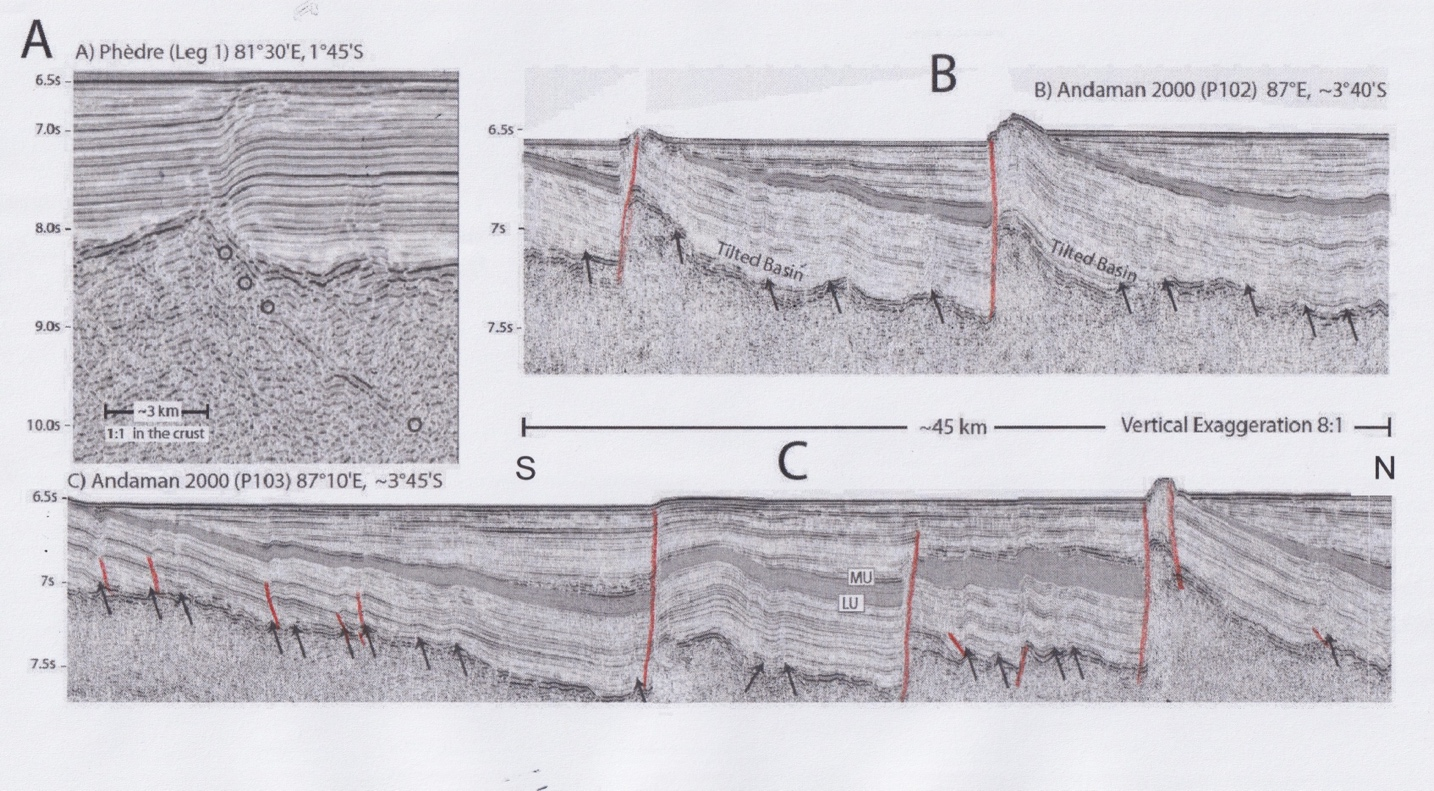 A
A) Phèdre (Leg 1) 81°30'E, 1°45'S
6.5s
7.0s
8.0s
9.0s
10.0s
~3 km
1:1 in the crust
B
B) Andaman 2000 (P102) 87°E, ~3°40'S
6.5s
7s
7.5s
Tilted Basin
Tilted Basin
~45 km
Vertical Exaggeration 8:1
S
C
N
C) Andaman 2000 (P103) 87°10'E, ~3°45'S
6.5s
7s
7.5s
MU
LU